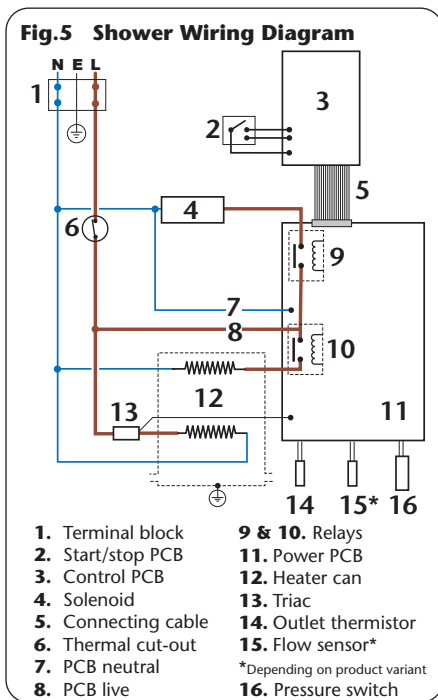 Fig.5 Shower Wiring Diagram
N E L
1
2
3
4
5
6
7
8
9
10
11
12
13
14 15* 16
1. Terminal block
2. Start/stop PCB
3. Control PCB
4. Solenoid
5. Connecting cable
6. Thermal cut-out
7. PCB neutral
8. PCB live
9 & 10. Relays
11. Power PCB
12. Heater can
13. Triac
14. Outlet thermistor
15. Flow sensor*
*Depending on product variant
16. Pressure switch